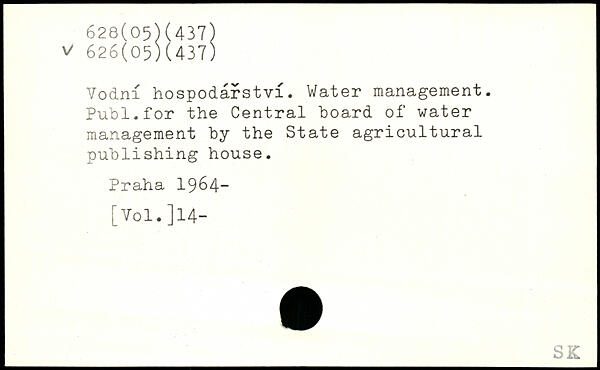 628(05)(437)
✓ 626(05)(437)
Vodní hospodářství. Water management.
Publ.for the Central board of water
management by the State agricultural
publishing house.
Praha 1964-
[Vol.]14-
SK